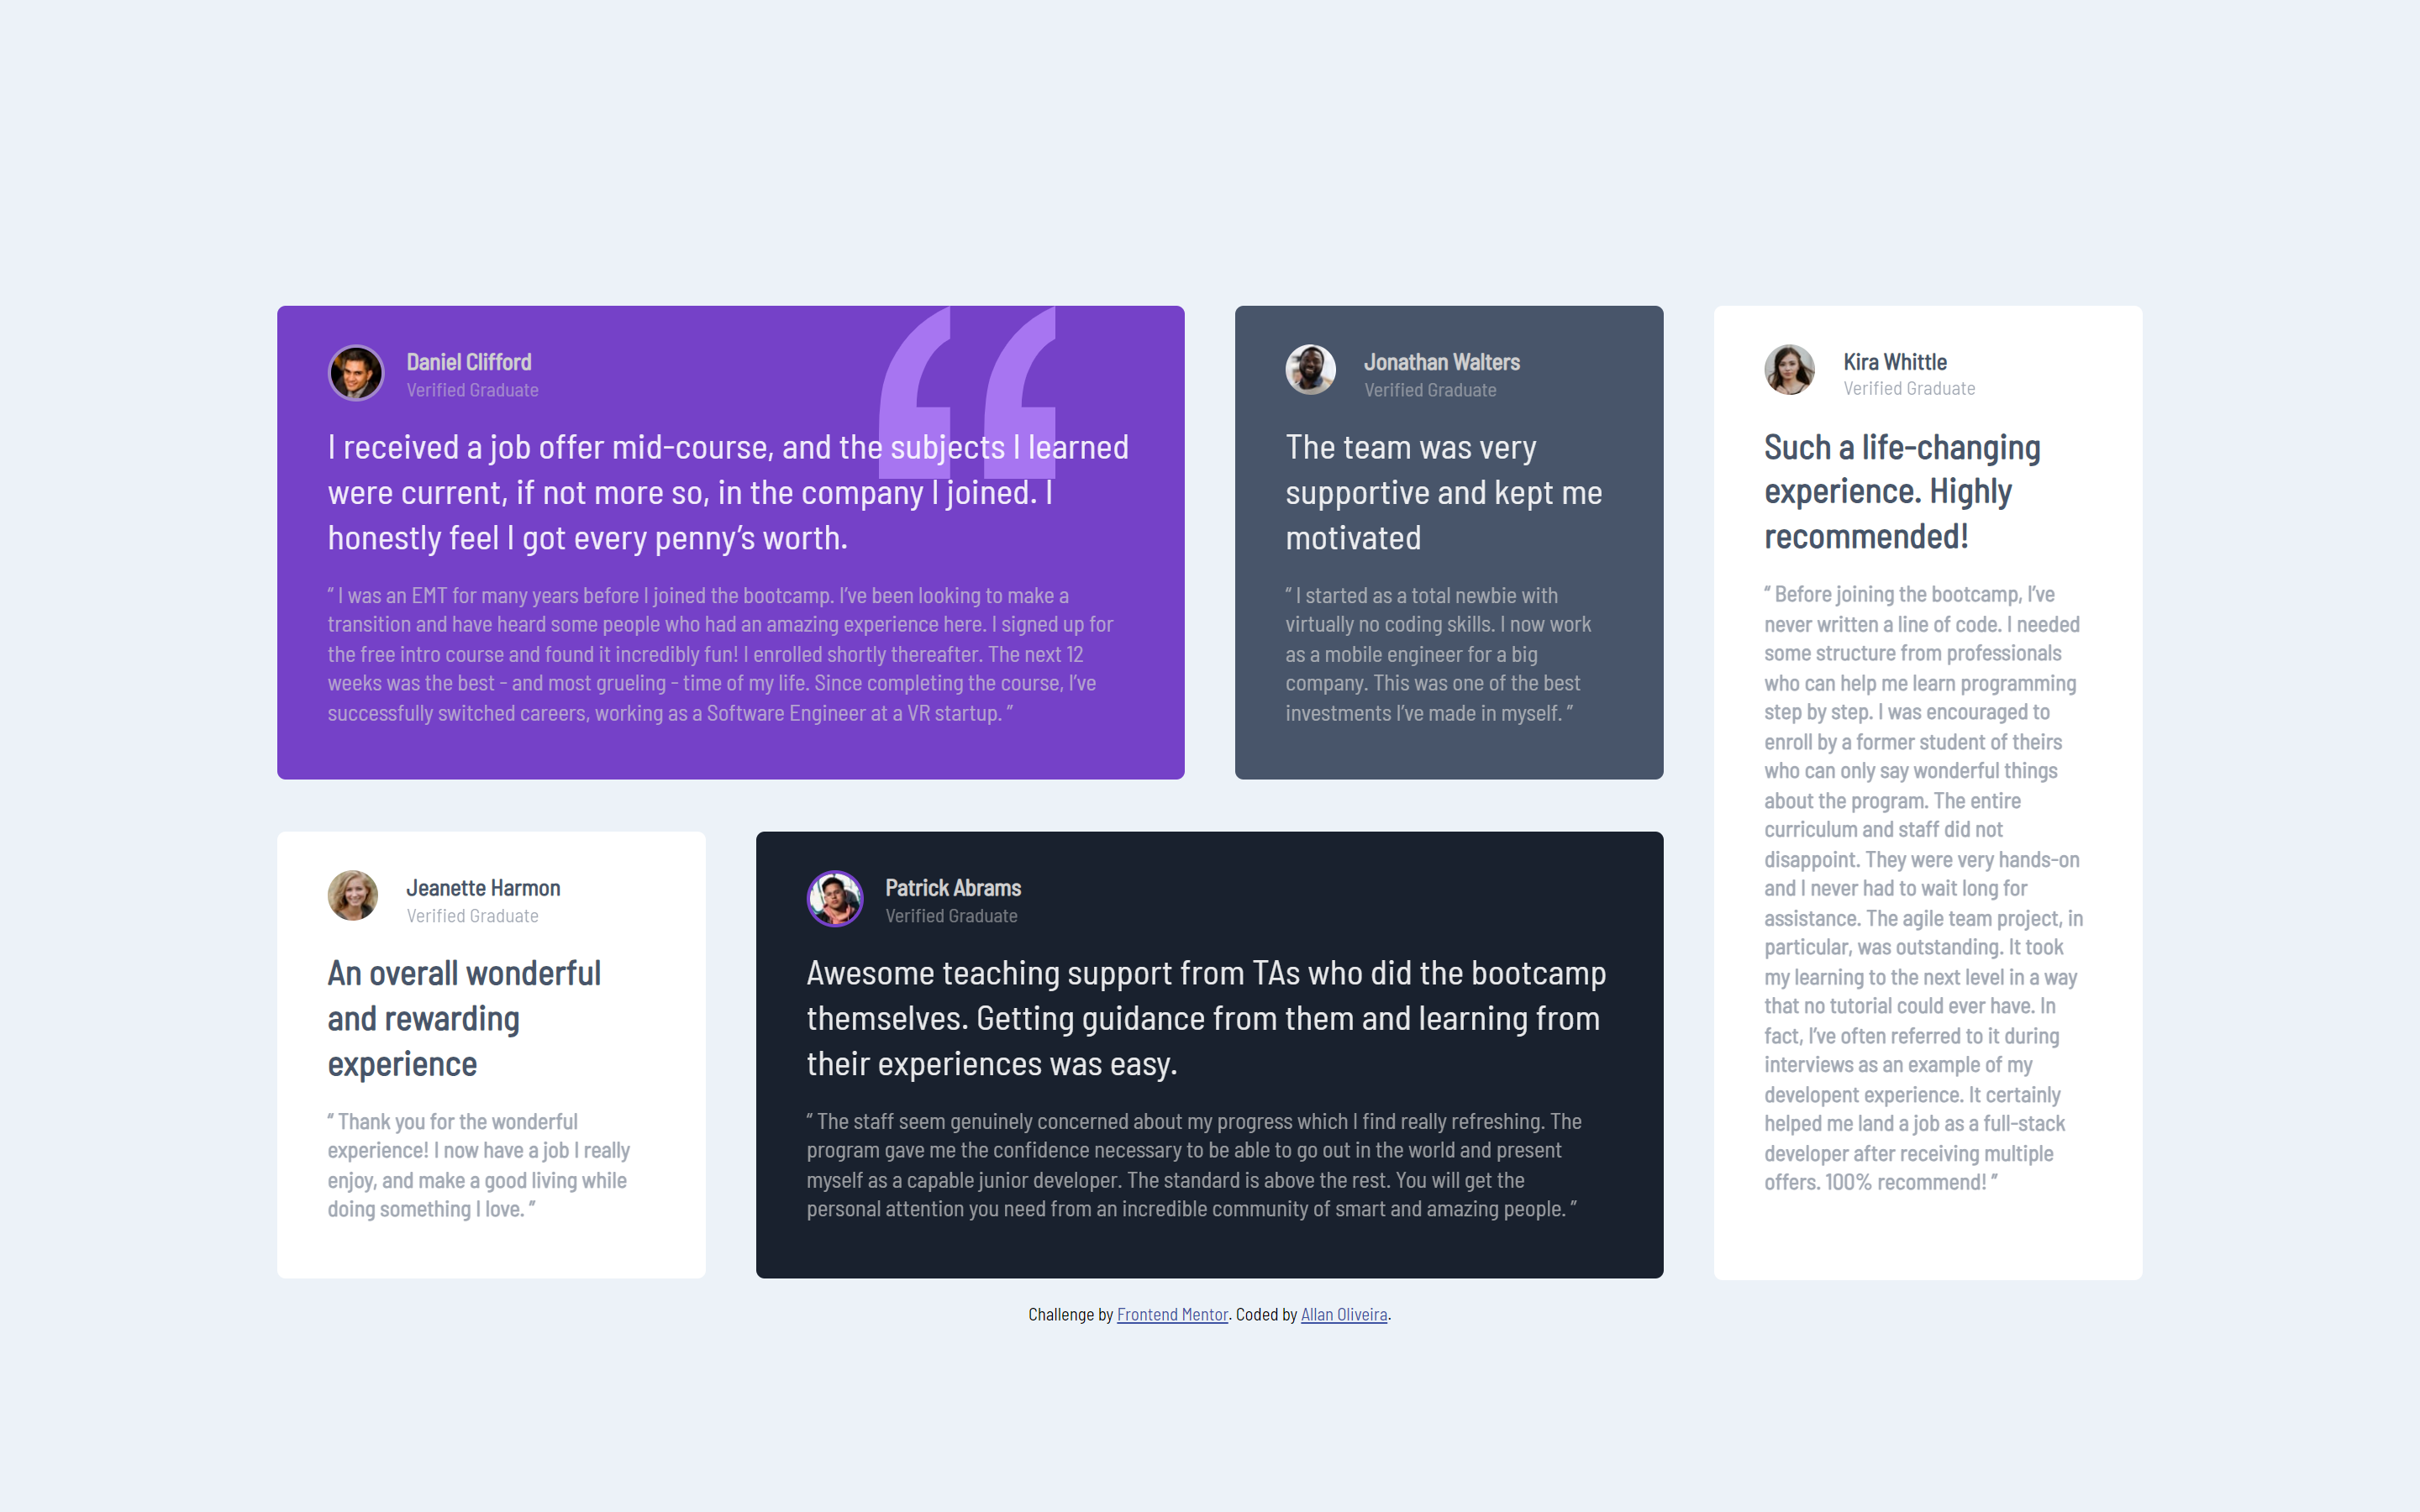 Daniel Clifford
Verified Graduate
I received a job offer mid-course, and the subjects I learned
were current, if not more so, in the company I joined. I
honestly feel I got every penny’s worth.
“ I was an EMT for many years before I joined the bootcamp. I’ve been looking to make a
transition and have heard some people who had an amazing experience here. I signed up for
the free intro course and found it incredibly fun! I enrolled shortly thereafter. The next 12
weeks was the best - and most grueling - time of my life. Since completing the course, I’ve
successfully switched careers, working as a Software Engineer at a VR startup. ”
Jonathan Walters
Verified Graduate
The team was very
supportive and kept me
motivated
“ I started as a total newbie with
virtually no coding skills. I now work
as a mobile engineer for a big
company. This was one of the best
investments I’ve made in myself. ”
Kira Whittle
Verified Graduate
Such a life-changing
experience. Highly
recommended!
“ Before joining the bootcamp, I’ve
never written a line of code. I needed
some structure from professionals
who can help me learn programming
step by step. I was encouraged to
enroll by a former student of theirs
who can only say wonderful things
about the program. The entire
curriculum and staff did not
disappoint. They were very hands-on
and I never had to wait long for
assistance. The agile team project, in
particular, was outstanding. It took
my learning to the next level in a way
that no tutorial could ever have. In
fact, I’ve often referred to it during
interviews as an example of my
developent experience. It certainly
helped me land a job as a full-stack
developer after receiving multiple
offers. 100% recommend! ”
Jeanette Harmon
Verified Graduate
An overall wonderful
and rewarding
experience
“ Thank you for the wonderful
experience! I now have a job I really
enjoy, and make a good living while
doing something I love. ”
Patrick Abrams
Verified Graduate
Awesome teaching support from TAs who did the bootcamp
themselves. Getting guidance from them and learning from
their experiences was easy.
“ The staff seem genuinely concerned about my progress which I find really refreshing. The
program gave me the confidence necessary to be able to go out in the world and present
myself as a capable junior developer. The standard is above the rest. You will get the
personal attention you need from an incredible community of smart and amazing people. ”
Challenge by Frontend Mentor. Coded by Allan Oliveira.